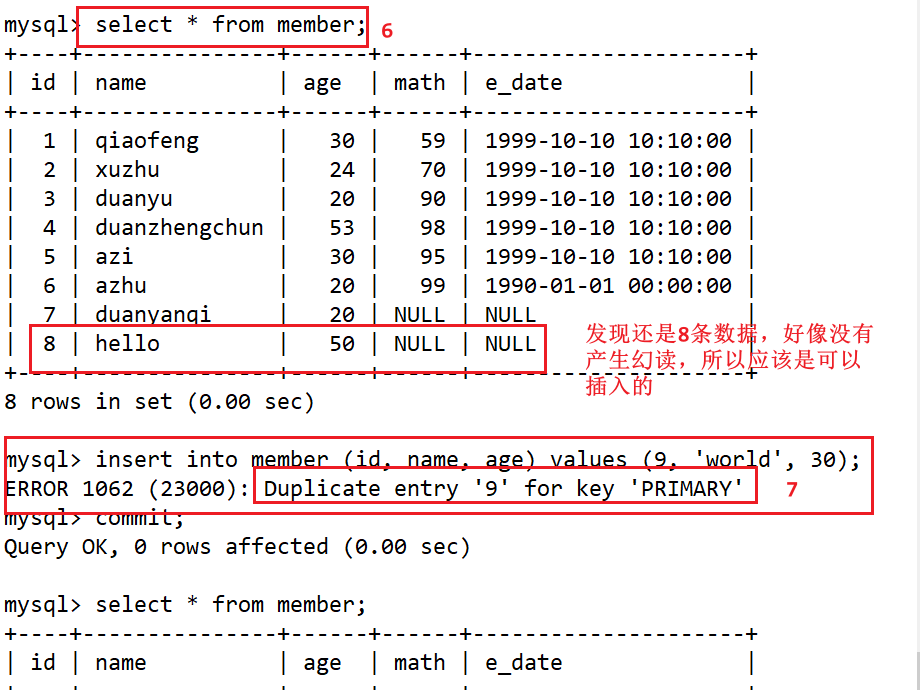 mysql> select * from member; 6
+----+---------------+------+------+---------------------+
| id | name          | age  | math | e_date              |
+----+---------------+------+------+---------------------+
|  1 | qiaofeng      |   30 |   59 | 1999-10-10 10:10:00 |
|  2 | xuzhu         |   24 |   70 | 1999-10-10 10:10:00 |
|  3 | duanyu        |   20 |   90 | 1999-10-10 10:10:00 |
|  4 | duanzhengchun |   53 |   98 | 1999-10-10 10:10:00 |
|  5 | azi           |   30 |   95 | 1999-10-10 10:10:00 |
|  6 | azhu          |   20 |   99 | 1990-01-01 00:00:00 |
|  7 | duanyanqi     |   20 | NULL | NULL                |
|  8 | hello         |   50 | NULL | NULL                |
+----+---------------+------+------+---------------------+
发现还是8条数据，好像没有
产生幻读，所以应该是可以
插入的
8 rows in set (0.00 sec)
mysql> insert into member (id, name, age) values (9, 'world', 30);
ERROR 1062 (23000): Duplicate entry '9' for key 'PRIMARY' 7
mysql> commit;
Query OK, 0 rows affected (0.00 sec)
mysql> select * from member;
+----+---------------+------+------+---------------------+
| id | name          | age  | math | e_date              |